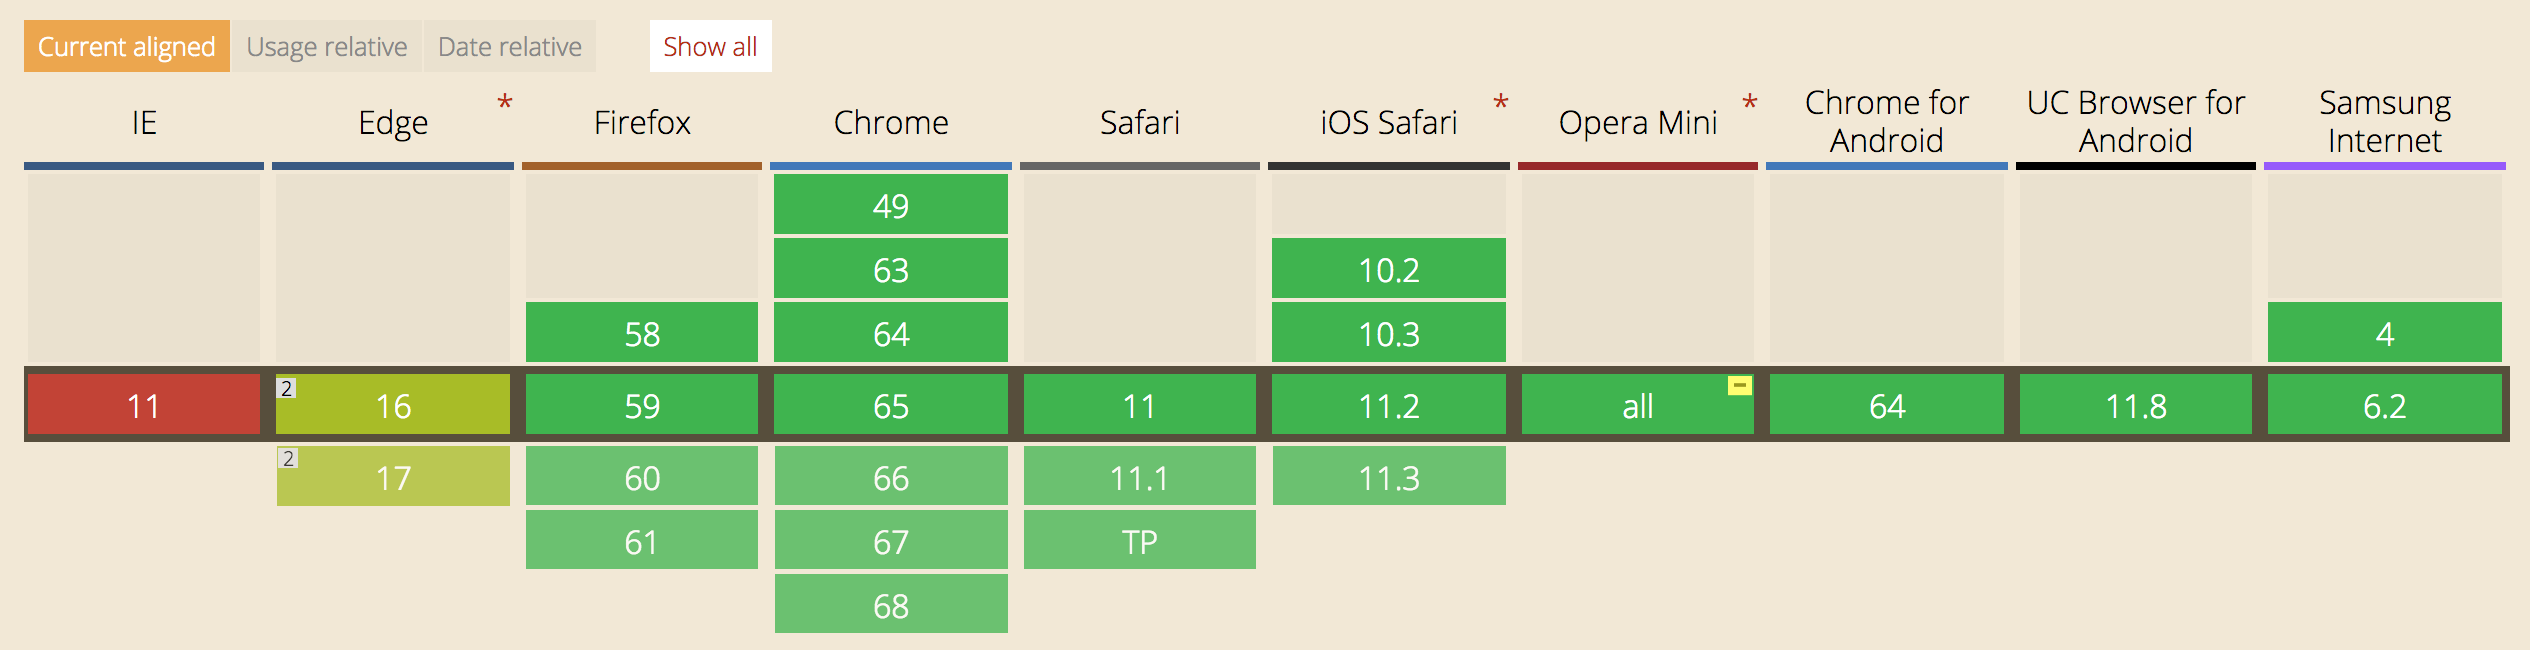 Current aligned Usage relative Date relative Show all
IE Edge * Firefox Chrome Safari iOS Safari * Opera Mini * Chrome for Android UC Browser for Android Samsung Internet
49
63 10.2
58 64 10.3 4
11 2 16 59 65 11 11.2 all - 64 11.8 6.2
2 17 60 66 11.1 11.3
61 67 TP
68